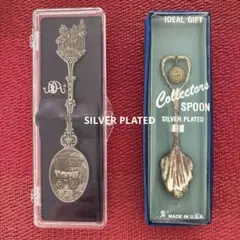 IDEAL GIFT
Collectors
SPOON
SILVER PLATED
SILVER PLATED
MADE IN U.S.A.